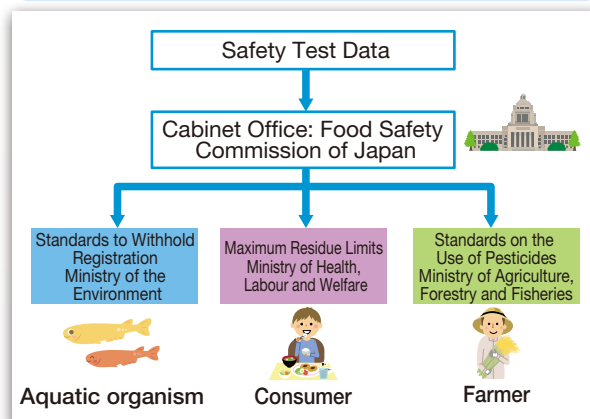 Safety Test Data
Cabinet Office: Food Safety
Commission of Japan
Standards to Withhold
Registration
Ministry of the
Environment
Maximum Residue Limits
Ministry of Health,
Labour and Welfare
Standards on the
Use of Pesticides
Ministry of Agriculture,
Forestry and Fisheries
Aquatic organism
Consumer
Farmer